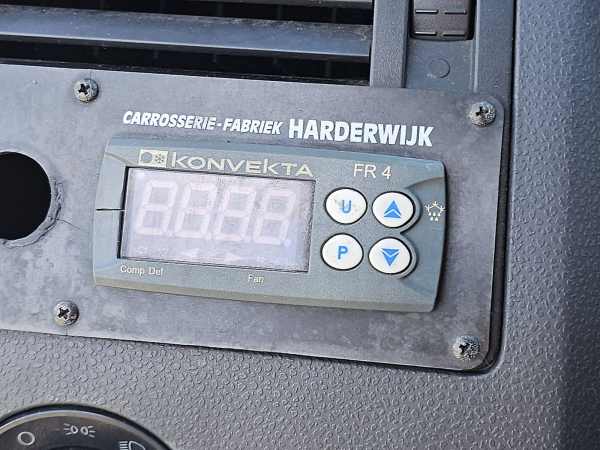 CARROSSERIE-FABRIEK HARDERWIJK
KONVEKTA FR 4
U
P
Comp Def Fan